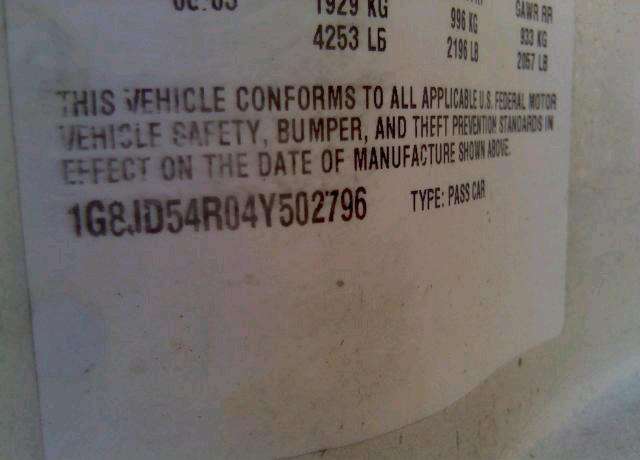 1929 KG 996 KG GAWR RR
4253 LB 2196 LB 933 KG
2057 LB
THIS VEHICLE CONFORMS TO ALL APPLICABLE U.S. FEDERAL MOTOR
VEHICLE SAFETY, BUMPER, AND THEFT PREVENTION STANDARDS IN
EFFECT ON THE DATE OF MANUFACTURE SHOWN ABOVE.
1G8JD54R04Y502796 TYPE: PASS CAR